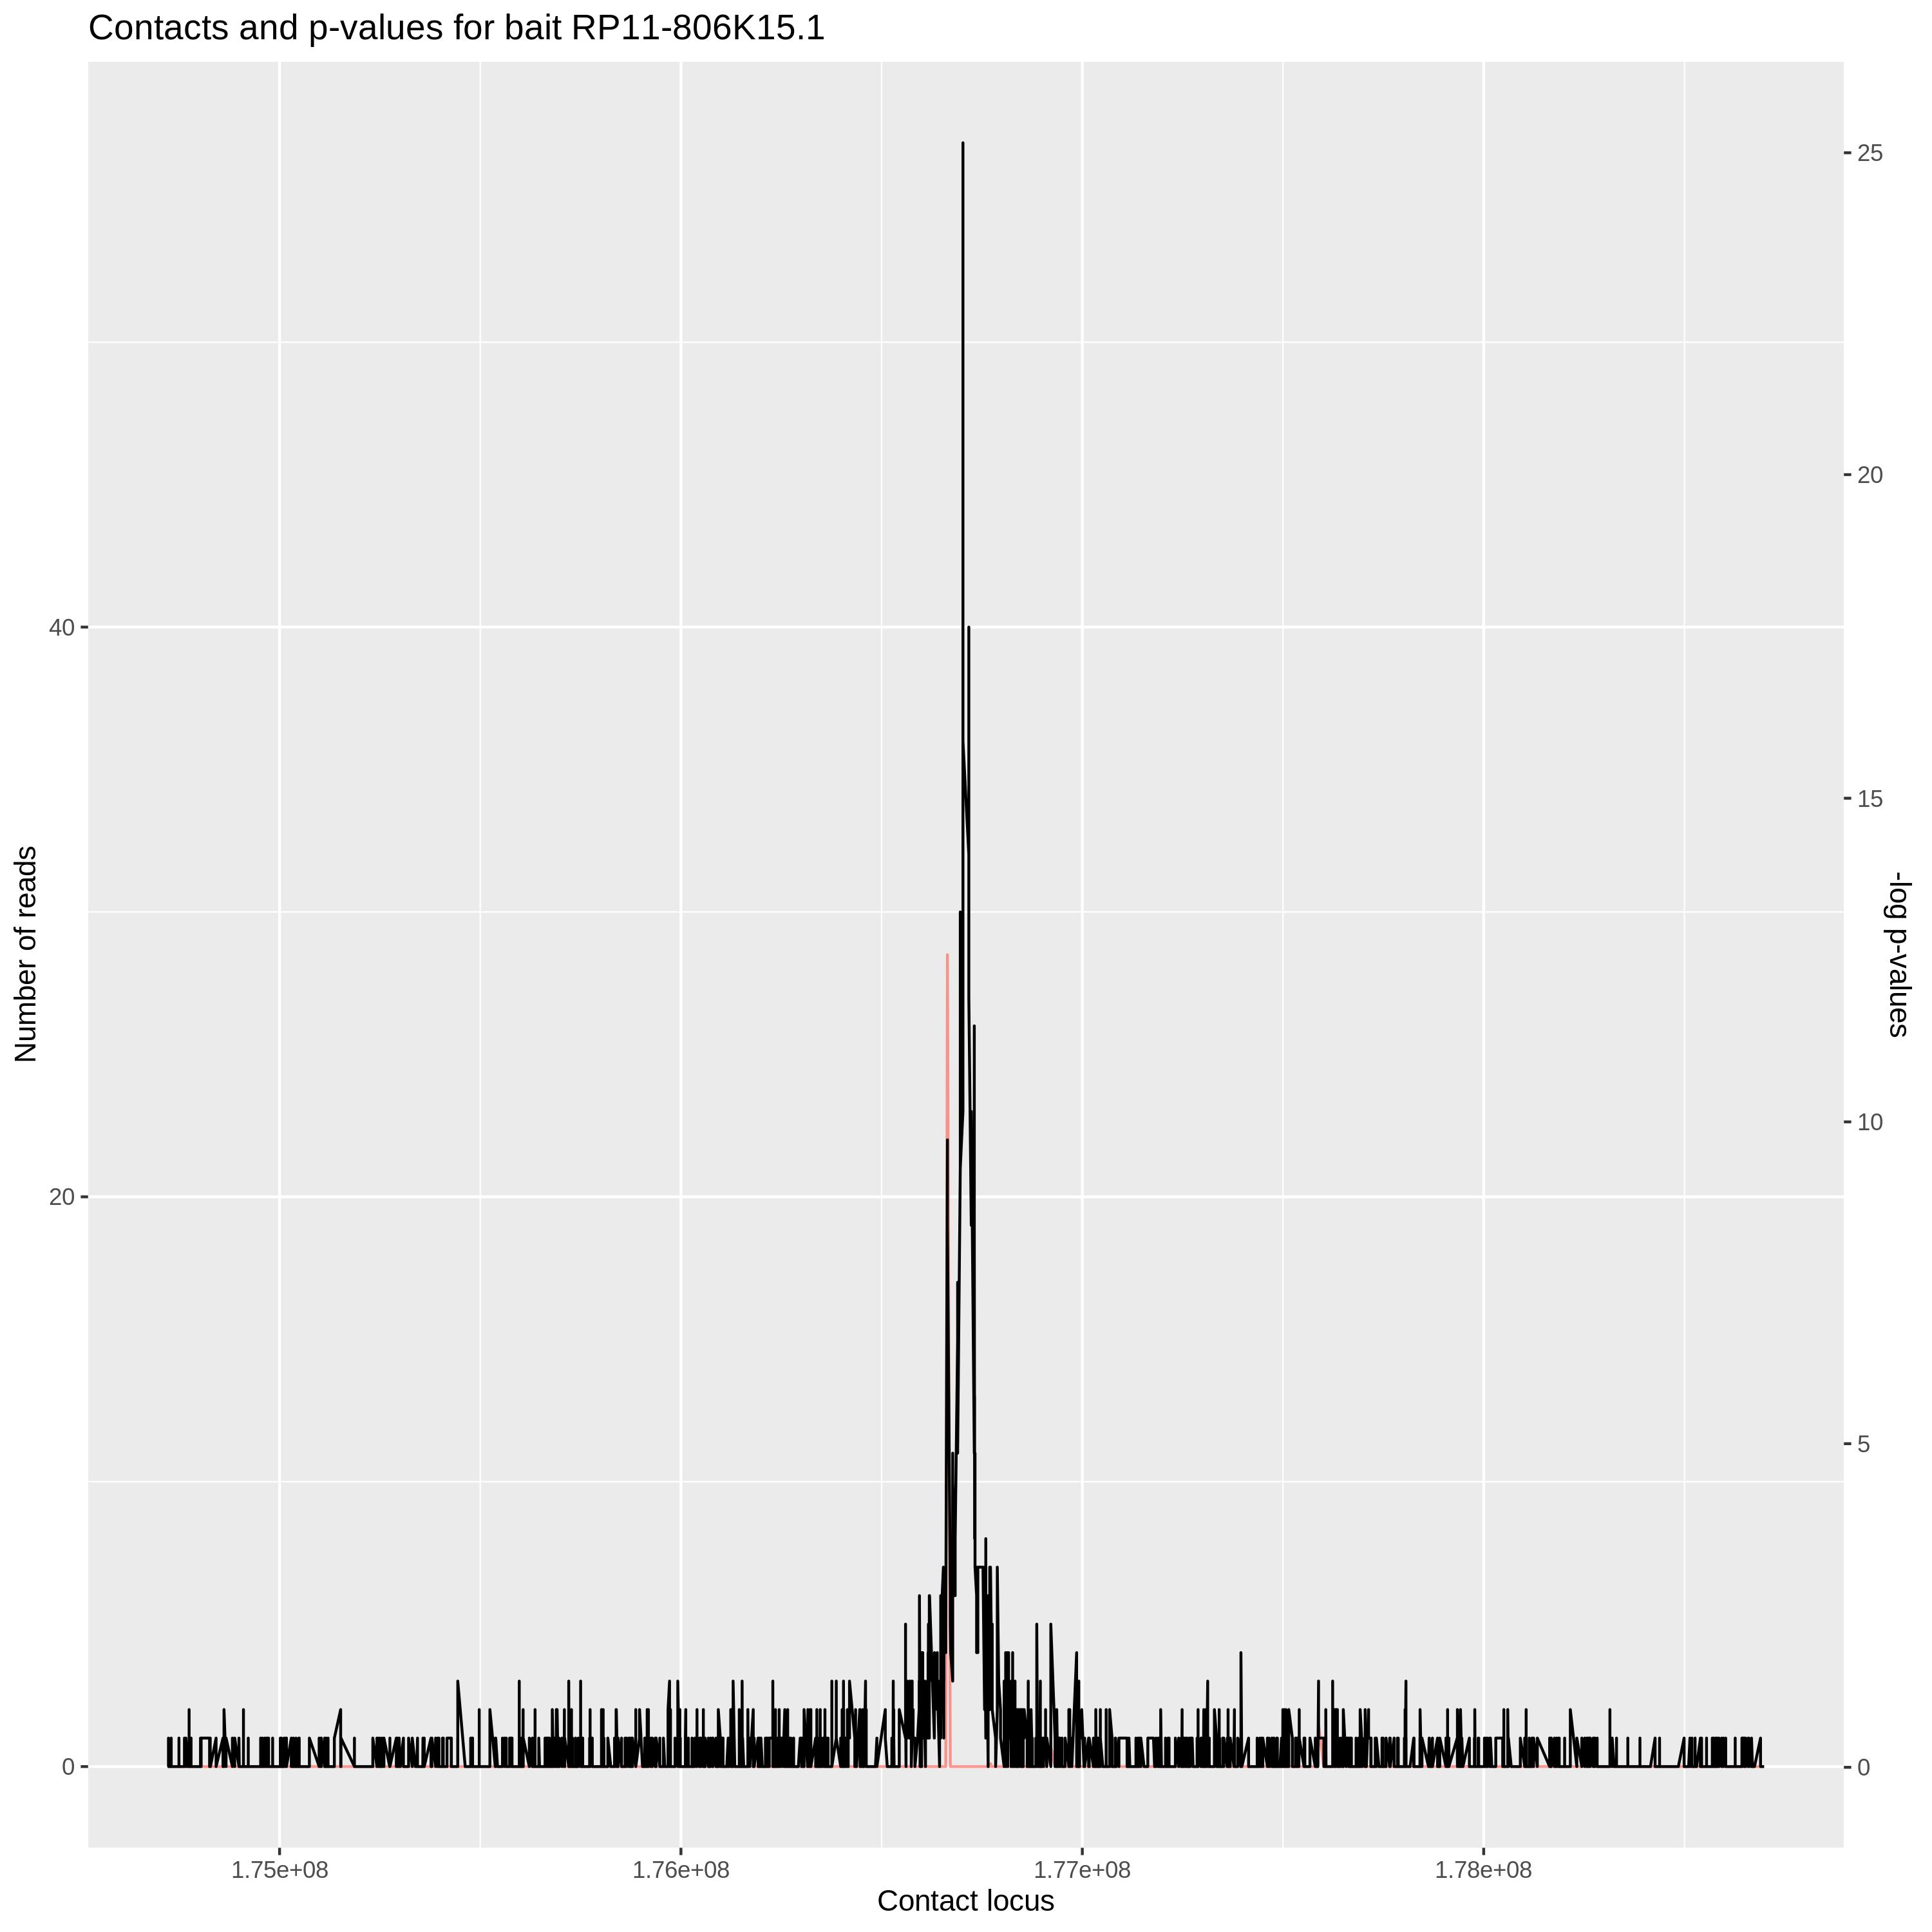 Contacts and p-values for bait RP11-806K15.1
Number of reads
40
20
0
25
20
15
10
5
0
-log p-values
1.75e+08
1.76e+08
1.77e+08
1.78e+08
Contact locus